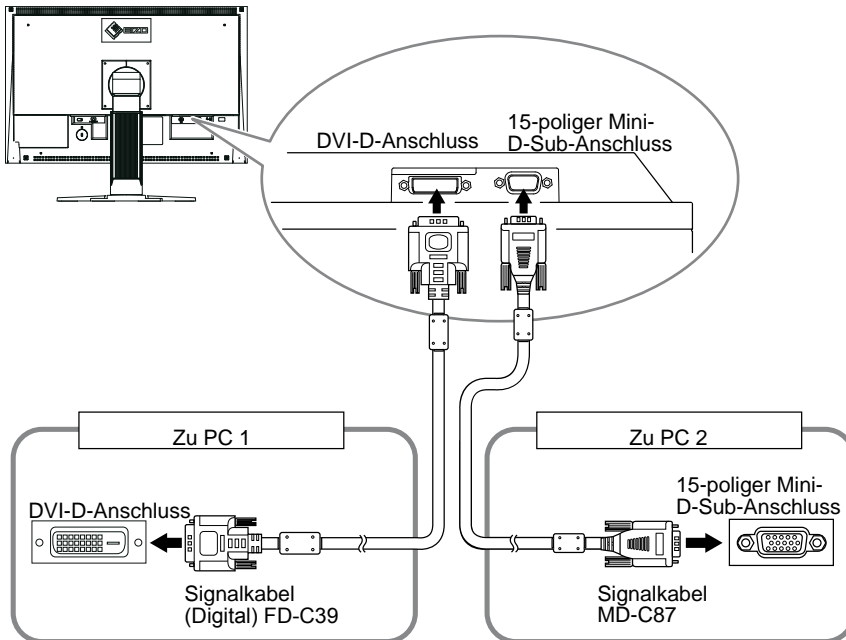 EIZO
DVI-D-Anschluss
15-poliger Mini-
D-Sub-Anschluss
Zu PC 1
DVI-D-Anschluss
Signalkabel
(Digital) FD-C39
Zu PC 2
15-poliger Mini-
D-Sub-Anschluss
Signalkabel
MD-C87